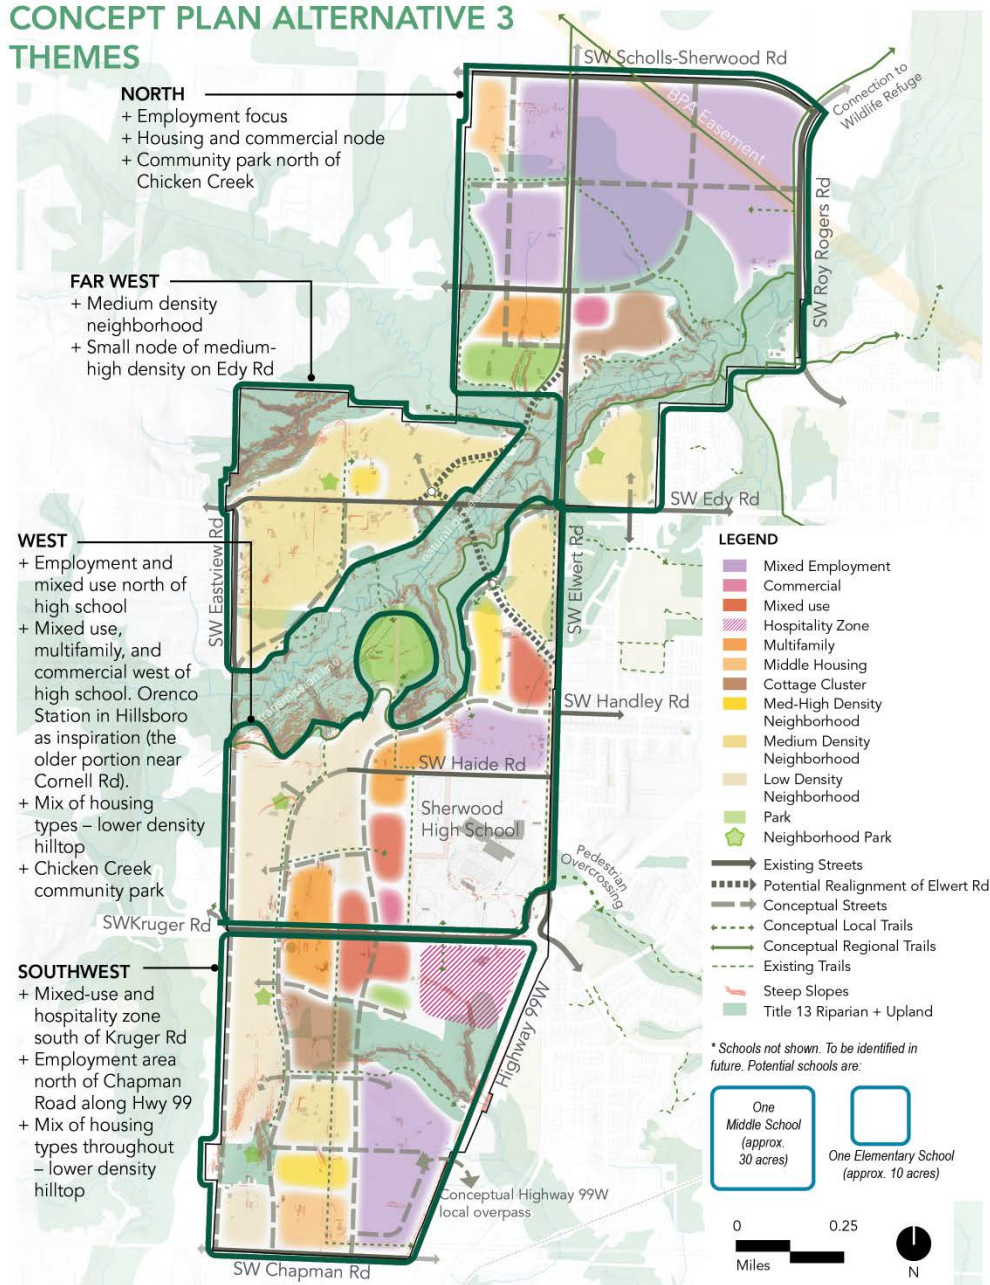 CONCEPT PLAN ALTERNATIVE 3
THEMES
NORTH
+ Employment focus
+ Housing and commercial node
+ Community park north of
Chicken Creek
FAR WEST
+ Medium density
neighborhood
+ Small node of medium-
high density on Edy Rd
WEST
+ Employment and
mixed use north of
high school
+ Mixed use,
multifamily, and
commercial west of
high school. Orenco
Station in Hillsboro
as inspiration (the
older portion near
Cornell Rd).
+ Mix of housing
types – lower density
hilltop
+ Chicken Creek
community park
SOUTHWEST
+ Mixed-use and
hospitality zone
south of Kruger Rd
+ Employment area
north of Chapman
Road along Hwy 99
+ Mix of housing
types throughout
– lower density
hilltop
SW Scholls-Sherwood Rd
BPA Easement
Connection to
Wildlife Refuge
SW Roy Rogers Rd
SW Edy Rd
SW Eastview Rd
SW Elwert Rd
SW Handley Rd
SW Haide Rd
Sherwood
High School
Pedestrian
Overcrossing
SWKruger Rd
Highway 99W
Conceptual Highway 99W
local overpass
SW Chapman Rd
LEGEND
Mixed Employment
Commercial
Mixed use
Hospitality Zone
Multifamily
Middle Housing
Cottage Cluster
Med-High Density
Neighborhood
Medium Density
Neighborhood
Low Density
Neighborhood
Park
Neighborhood Park
Existing Streets
Potential Realignment of Elwert Rd
Conceptual Streets
Conceptual Local Trails
Conceptual Regional Trails
Existing Trails
Steep Slopes
Title 13 Riparian + Upland
* Schools not shown. To be identified in
future. Potential schools are:
One
Middle School
(approx.
30 acres)
One Elementary School
(approx. 10 acres)
0 0.25
Miles
N